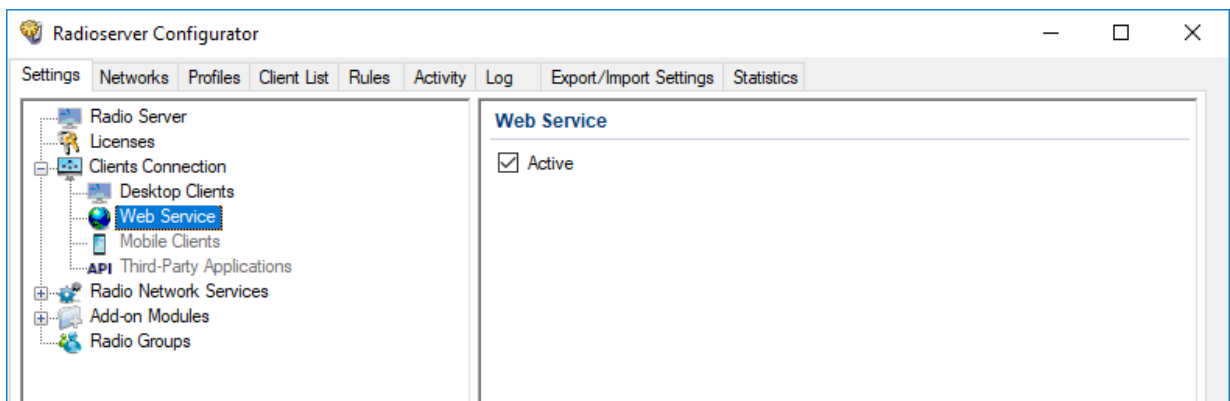 Radioserver Configurator
Settings Networks Profiles Client List Rules Activity Log Export/Import Settings Statistics
Radio Server
Licenses
Clients Connection
Desktop Clients
Web Service
Mobile Clients
API Third-Party Applications
Radio Network Services
Add-on Modules
Radio Groups
Web Service
Active